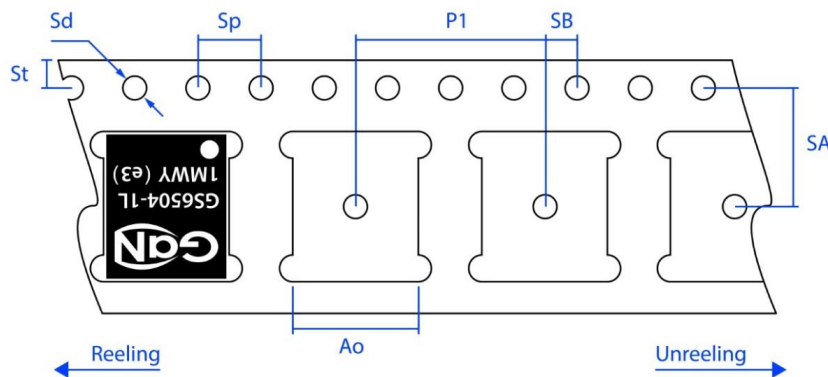 Sd
Sp
P1
SB
St
SA
GaN
GS6504-1L
1MWY (e3)
Ao
Reeling
Unreeling